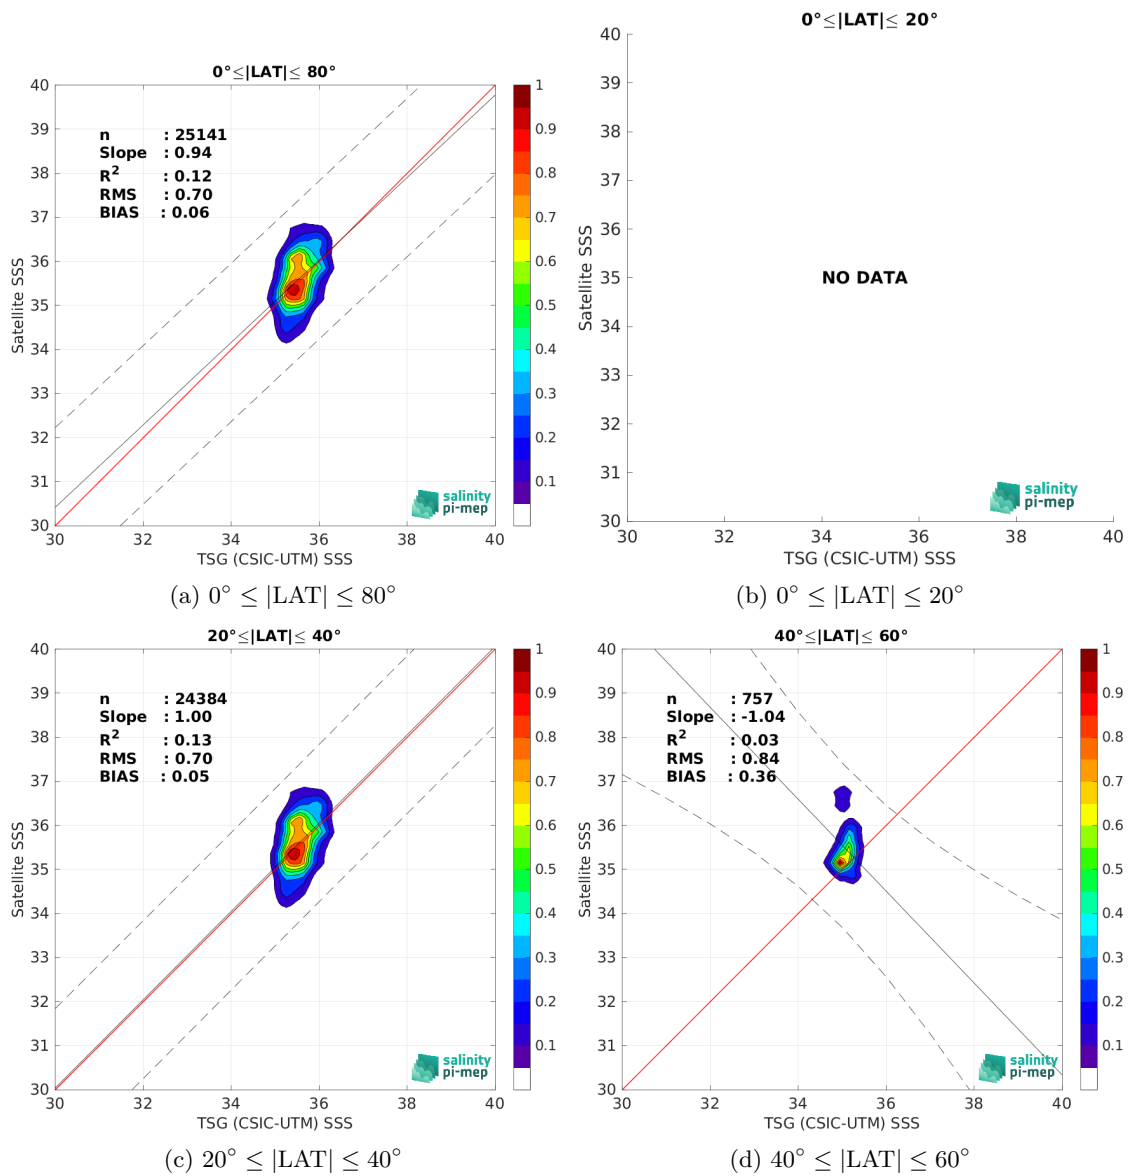 0°≤|LAT|≤ 80°
40
39
38
37
36
35
34
33
32
31
30
Satellite SSS
n : 25141
Slope : 0.94
R2 : 0.12
RMS : 0.70
BIAS : 0.06
salinity
pi-mep
30 32 34 36 38 40
TSG (CSIC-UTM) SSS
1
0.9
0.8
0.7
0.6
0.5
0.4
0.3
0.2
0.1
(a) 0° ≤ |LAT| ≤ 80°
0°≤|LAT|≤ 20°
40
39
38
37
36
35
34
33
32
31
30
Satellite SSS
NO DATA
salinity
pi-mep
30 32 34 36 38 40
TSG (CSIC-UTM) SSS
(b) 0° ≤ |LAT| ≤ 20°
20°≤|LAT|≤ 40°
40
39
38
37
36
35
34
33
32
31
30
Satellite SSS
n : 24384
Slope : 1.00
R2 : 0.13
RMS : 0.70
BIAS : 0.05
salinity
pi-mep
30 32 34 36 38 40
TSG (CSIC-UTM) SSS
1
0.9
0.8
0.7
0.6
0.5
0.4
0.3
0.2
0.1
(c) 20° ≤ |LAT| ≤ 40°
40°≤|LAT|≤ 60°
40
39
38
37
36
35
34
33
32
31
30
Satellite SSS
n : 757
Slope : -1.04
R2 : 0.03
RMS : 0.84
BIAS : 0.36
salinity
pi-mep
30 32 34 36 38 40
TSG (CSIC-UTM) SSS
1
0.9
0.8
0.7
0.6
0.5
0.4
0.3
0.2
0.1
(d) 40° ≤ |LAT| ≤ 60°